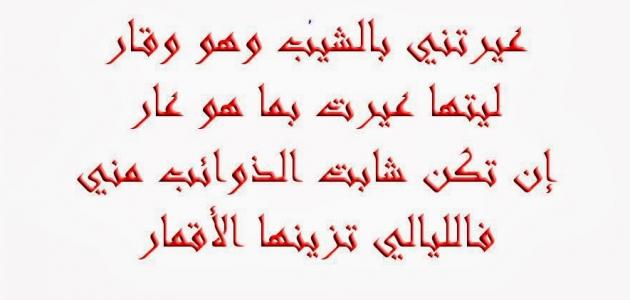 عيرتني بالشيب وهو وقار
ليتها عيرت بما هو عار
إن تكن شابت الذوائب مني
فالليالي تزينها الأقمار